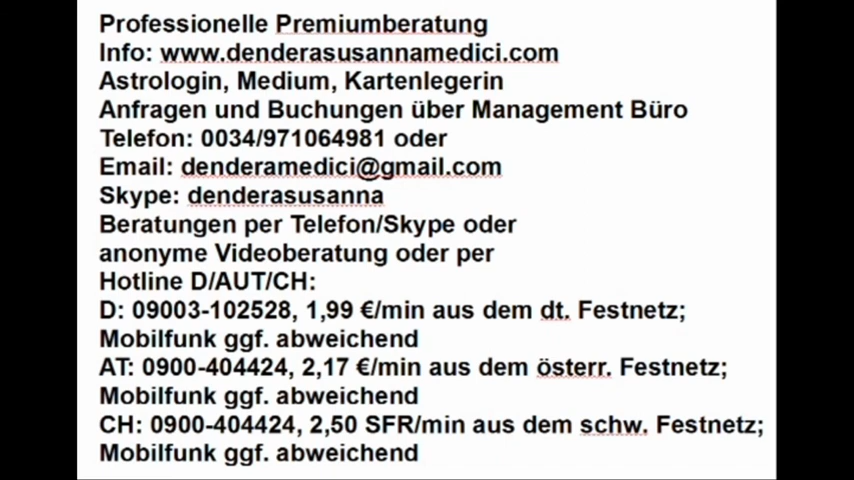 Professionelle Premiumberatung
Info: www.denderasusannamedici.com
Astrologin, Medium, Kartenlegerin
Anfragen und Buchungen über Management Büro
Telefon: 0034/971064981 oder
Email: denderamedici@gmail.com
Skype: denderasusanna
Beratungen per Telefon/Skype oder
anonyme Videoberatung oder per
Hotline D/AUT/CH:
D: 09003-102528, 1,99 €/min aus dem dt. Festnetz;
Mobilfunk ggf. abweichend
AT: 0900-404424, 2,17 €/min aus dem österr. Festnetz;
Mobilfunk ggf. abweichend
CH: 0900-404424, 2,50 SFR/min aus dem schw. Festnetz;
Mobilfunk ggf. abweichend